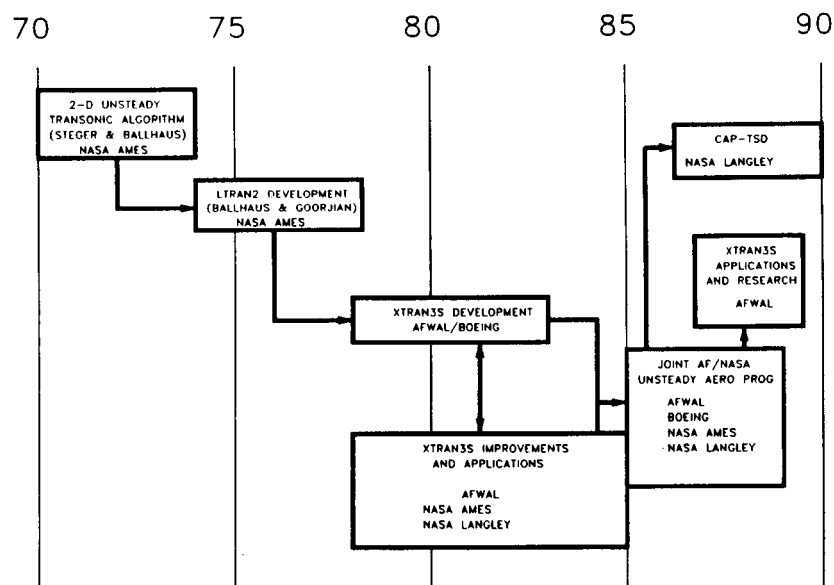 70 75 80 85 90
2-D UNSTEADY
TRANSONIC ALGORITHM
(STEGER & BALLHAUS)
NASA AMES
CAP-TSD
NASA LANGLEY
LTRAN2 DEVELOPMENT
(BALLHAUS & GOORJIAN)
NASA AMES
XTRAN3S
APPLICATIONS
AND RESEARCH
AFWAL
XTRAN3S DEVELOPMENT
AFWAL/BOEING
JOINT AF/NASA
UNSTEADY AERO PROG
AFWAL
BOEING
NASA AMES
NASA LANGLEY
XTRAN3S IMPROVEMENTS
AND APPLICATIONS
AFWAL
NASA AMES
NASA LANGLEY